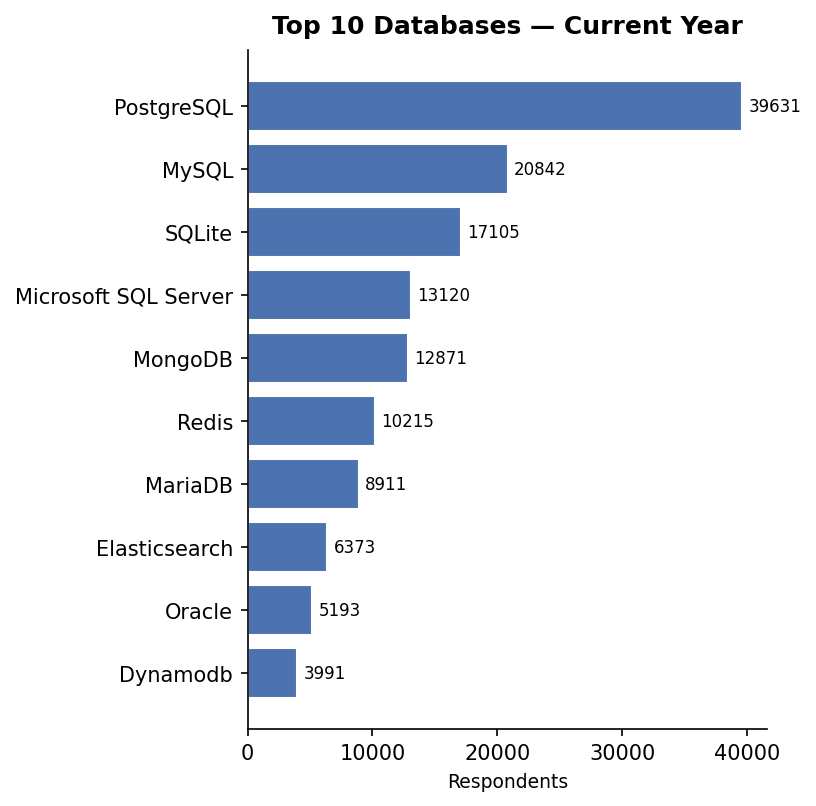 Top 10 Databases — Current Year
PostgreSQL 39631
MySQL 20842
SQLite 17105
Microsoft SQL Server 13120
MongoDB 12871
Redis 10215
MariaDB 8911
Elasticsearch 6373
Oracle 5193
Dynamodb 3991
0 10000 20000 30000 40000
Respondents